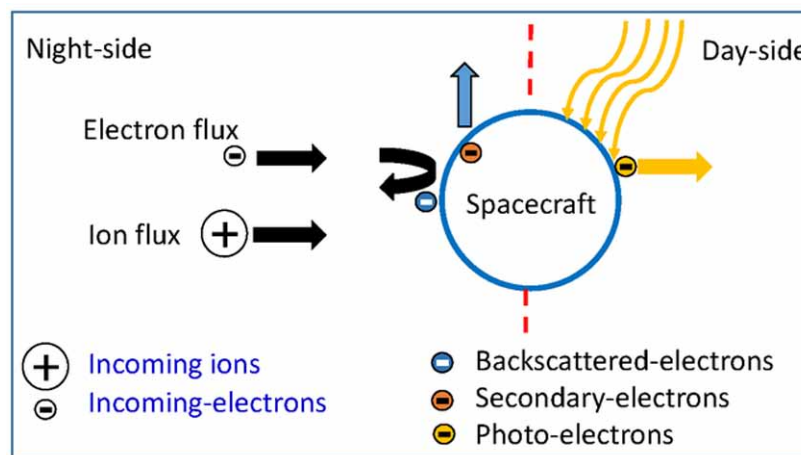 Night-side
Day-side
Electron flux
Spacecraft
Ion flux
Incoming ions
Incoming-electrons
Backscattered-electrons
Secondary-electrons
Photo-electrons